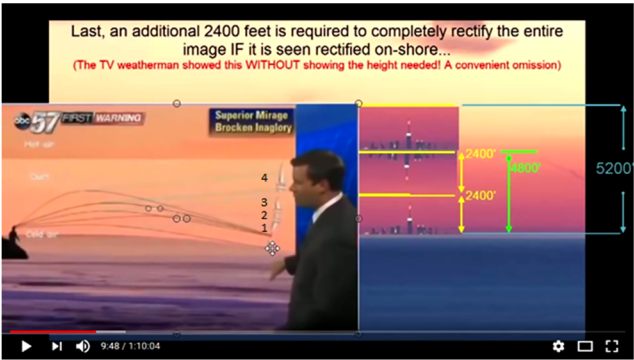 Last, an additional 2400 feet is required to completely rectify the entire
image IF it is seen rectified on-shore...
(The TV weatherman showed this WITHOUT showing the height needed! A convenient omission)
abc 57 FIRST WARNING
Superior Mirage
Brocken Inaglory
Hot air
4
3
2
1
Cold air
2400'
4800'
2400'
5200'
9:48 / 1:10:04